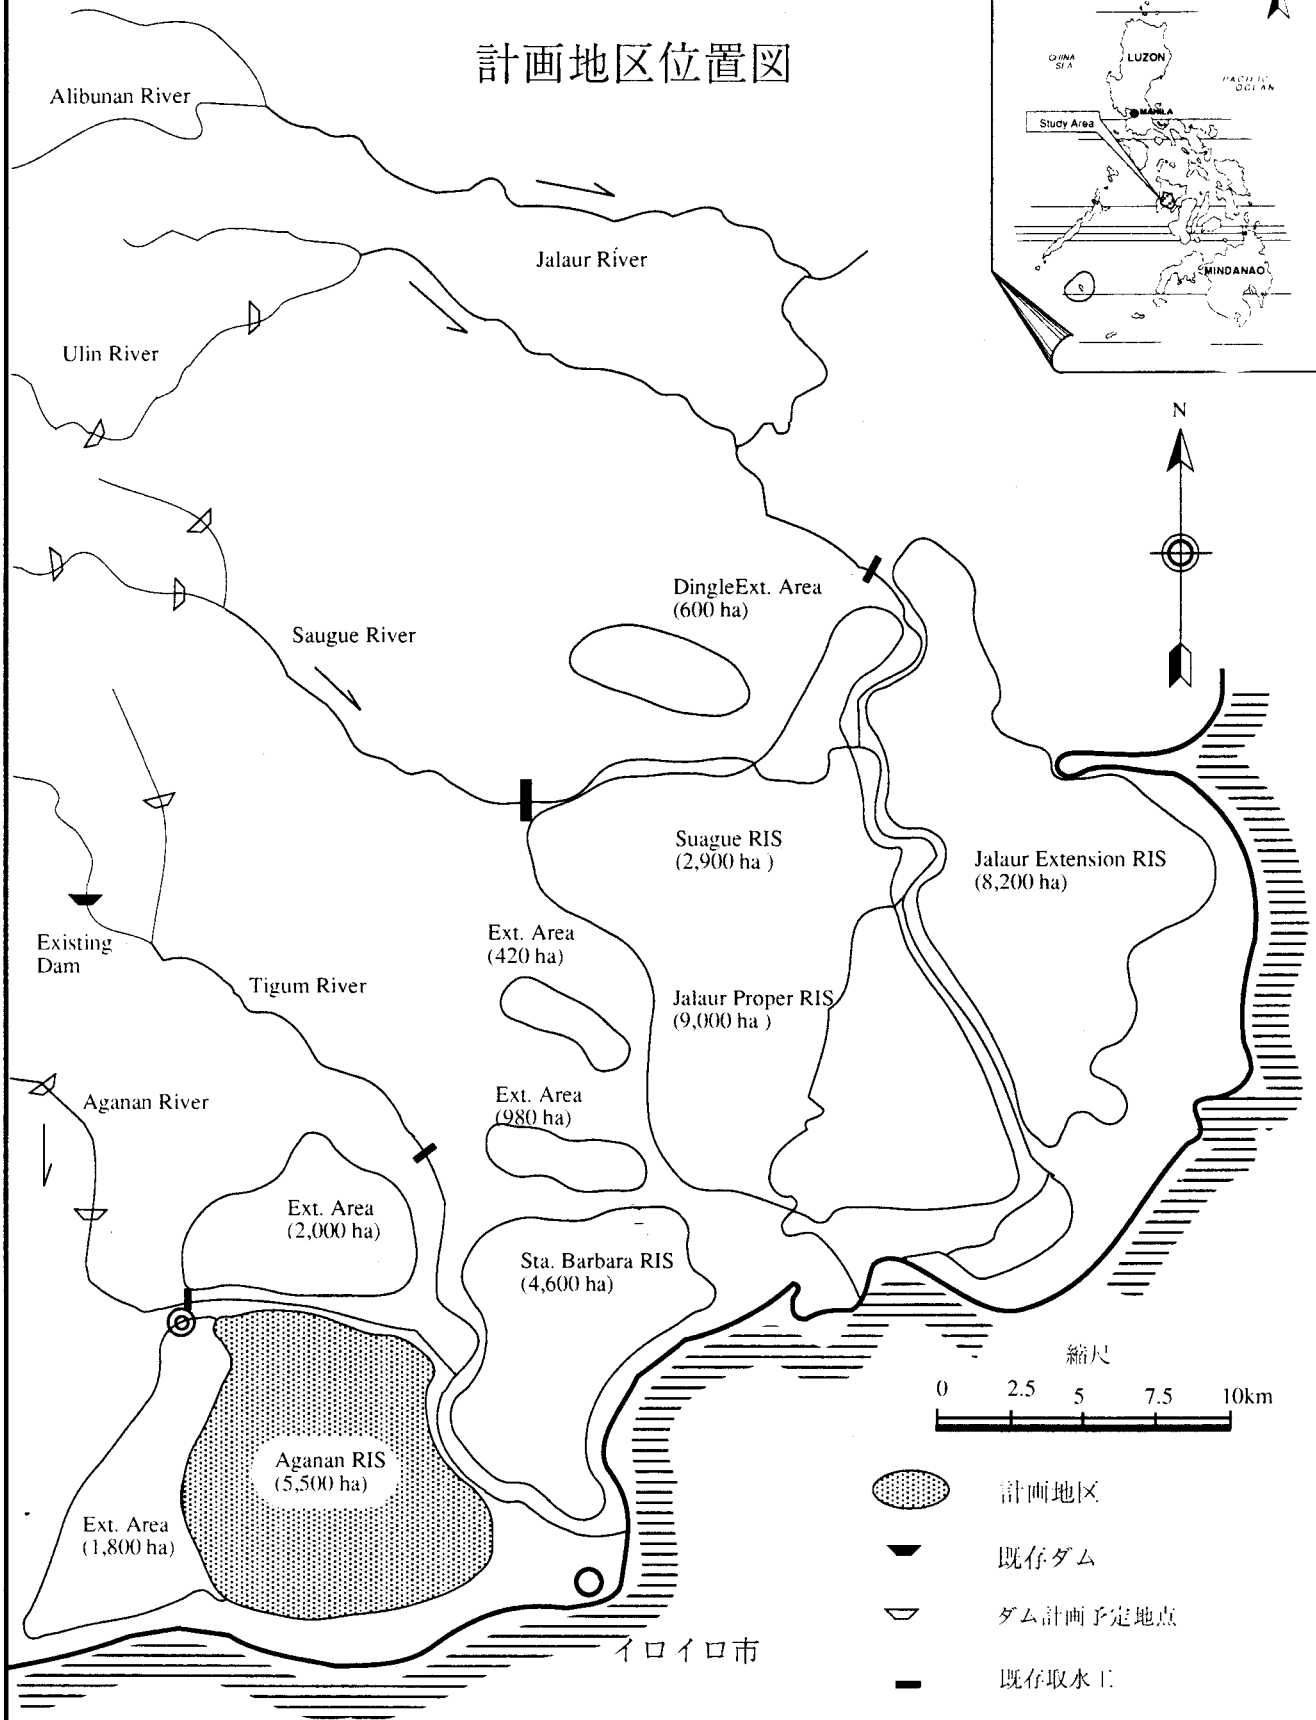 計画地区位置図
CHINA
SEA
LUZON
PACIFIC
OCEAN
MANILA
Study Area
MINDANAO
Alibunan River
Jalaur River
Ulin River
N
DingleExt. Area
(600 ha)
Saugue River
Suague RIS
(2,900 ha )
Jalaur Extension RIS
(8,200 ha)
Existing
Dam
Ext. Area
(420 ha)
Tigum River
Jalaur Proper RIS
(9,000 ha )
Aganan River
Ext. Area
(980 ha)
Ext. Area
(2,000 ha)
Sta. Barbara RIS
(4,600 ha)
縮尺
0 2.5 5 7.5 10km
Aganan RIS
(5,500 ha)
Ext. Area
(1,800 ha)
計画地区
既存ダム
ダム計画予定地点
イロイロ市
既存取水工